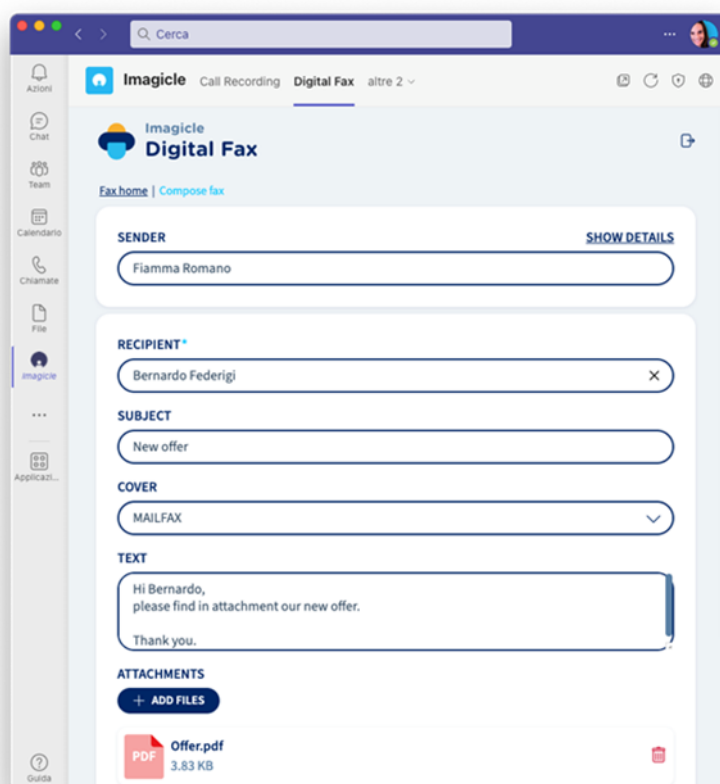 Cerca
Azioni
Chat
Team
Calendario
Chiamate
File
Imagicle
Applicazi...
Guida
Imagicle Call Recording Digital Fax altre 2
Imagicle
Digital Fax
Fax home | Compose fax
SENDER SHOW DETAILS
Fiamma Romano
RECIPIENT*
Bernardo Federigi
SUBJECT
New offer
COVER
MAILFAX
TEXT
Hi Bernardo,
please find in attachment our new offer.
Thank you.
ATTACHMENTS
+ ADD FILES
PDF
Offer.pdf
3.83 KB